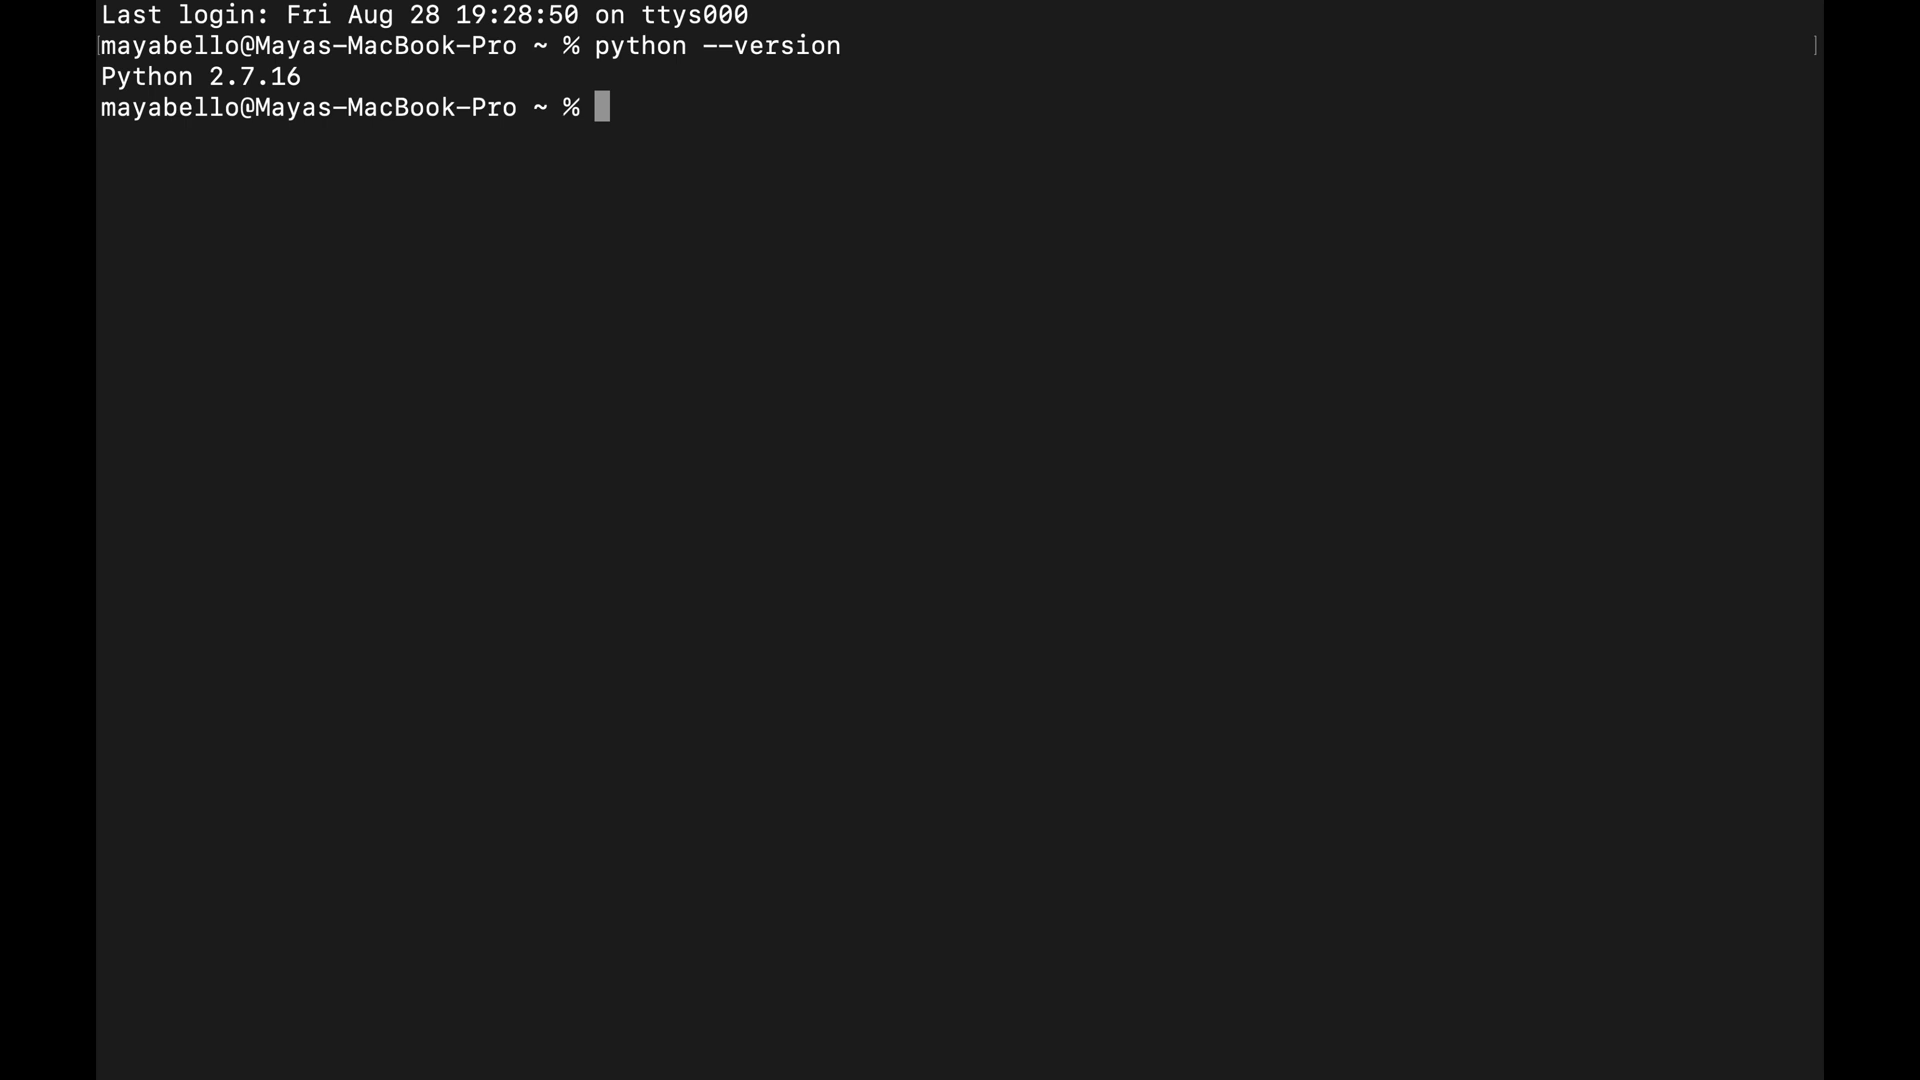 Last login: Fri Aug 28 19:28:50 on ttys000
[mayabello@Mayas-MacBook-Pro ~ % python --version ]
Python 2.7.16
mayabello@Mayas-MacBook-Pro ~ %